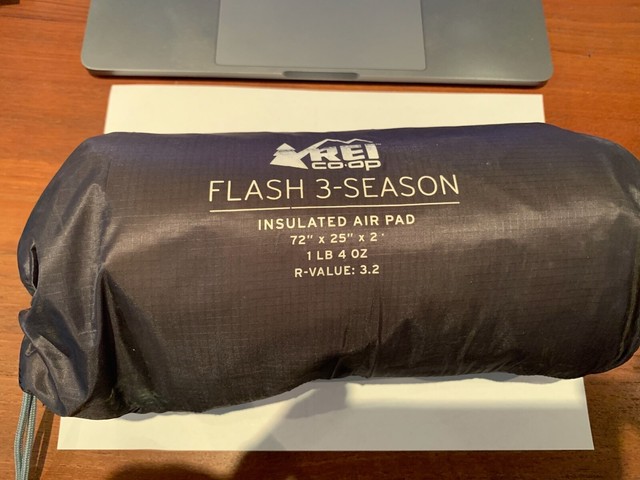 REI
co·op
FLASH 3-SEASON
INSULATED AIR PAD
72" x 25" x 2"
1 LB 4 OZ
R-VALUE: 3.2